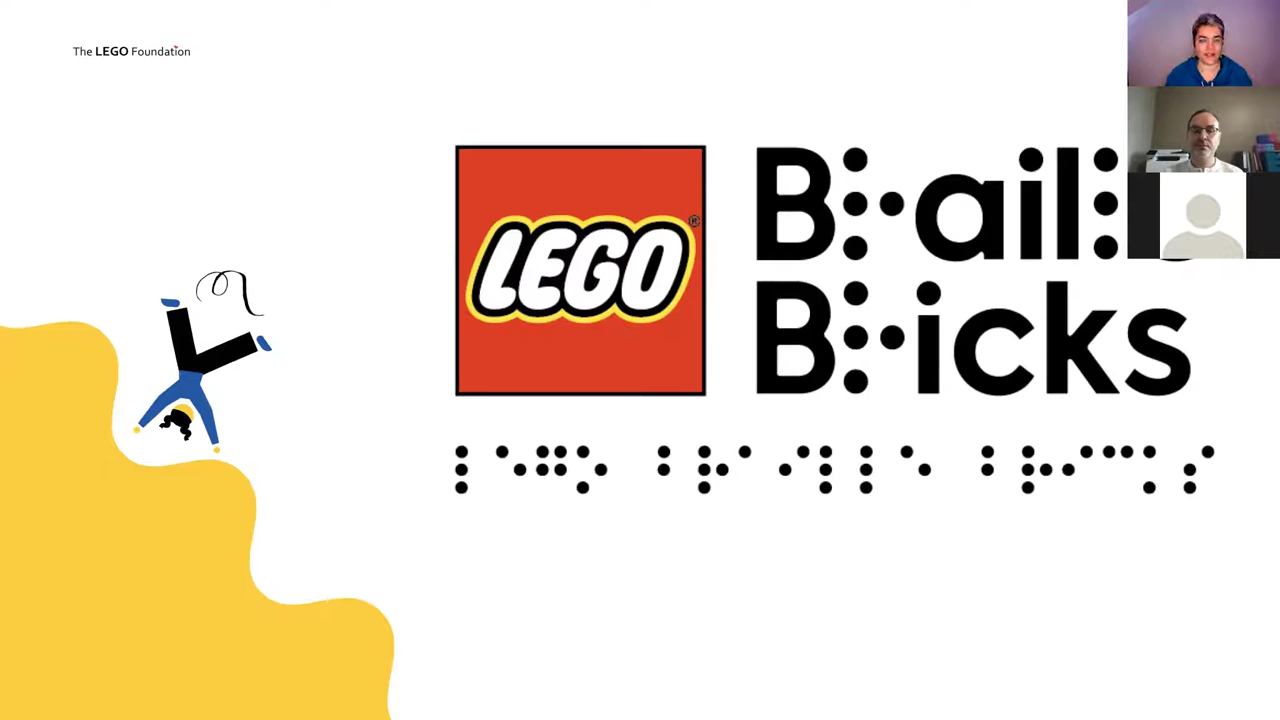 The LEGO Foundation
LEGO®
B⠗ail⠇
B⠗icks
⠇⠑⠛⠕ ⠃⠗⠁⠊⠇⠇⠑ ⠃⠗⠊⠉⠅⠎